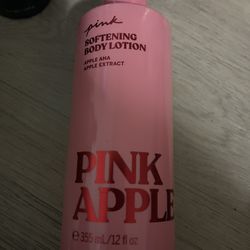 pink
SOFTENING
BODY LOTION
APPLE AHA
APPLE EXTRACT
PINK
APPLE
℮ 355 mL/12 fl oz